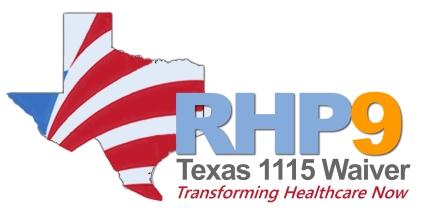 RHP9
Texas 1115 Waiver
Transforming Healthcare Now